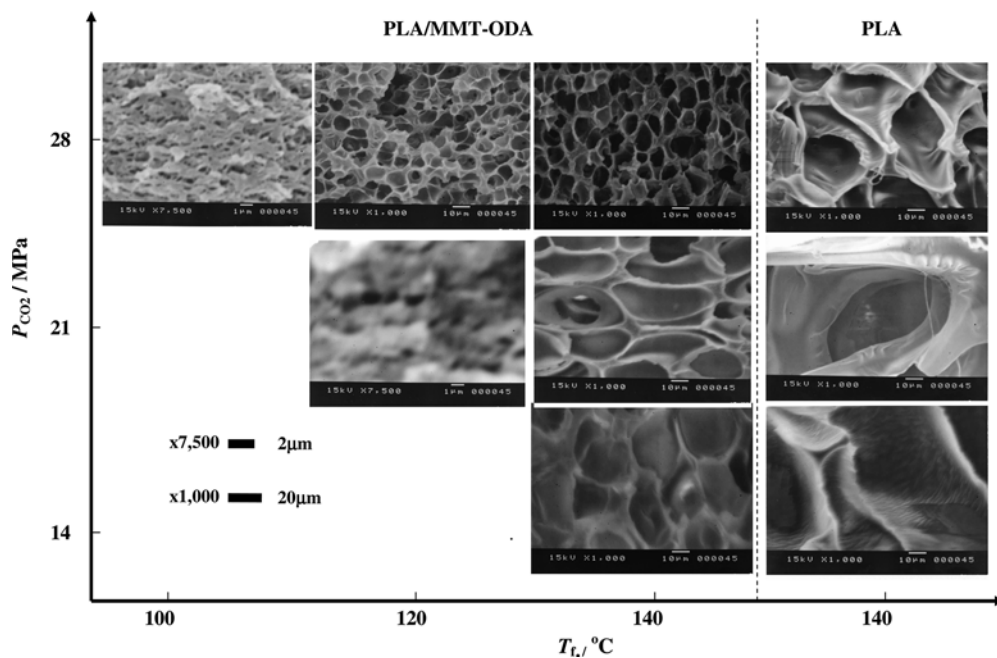 PLA/MMT-ODA PLA
28
15kV X7,500 1μm 000045
15kV X1,000 10μm 000045
15kV X1,000 10μm 000045
15kV X1,000 10μm 000045
P_CO2 / MPa
21
15kV X7,500 1μm 000045
15kV X1,000 10μm 000045
15kV X1,000 10μm 000045
x7,500 2μm
x1,000 20μm
14
15kV X1,000 10μm 000045
15kV X1,000 10μm 000045
100 120 140 140
T_f,/ °C